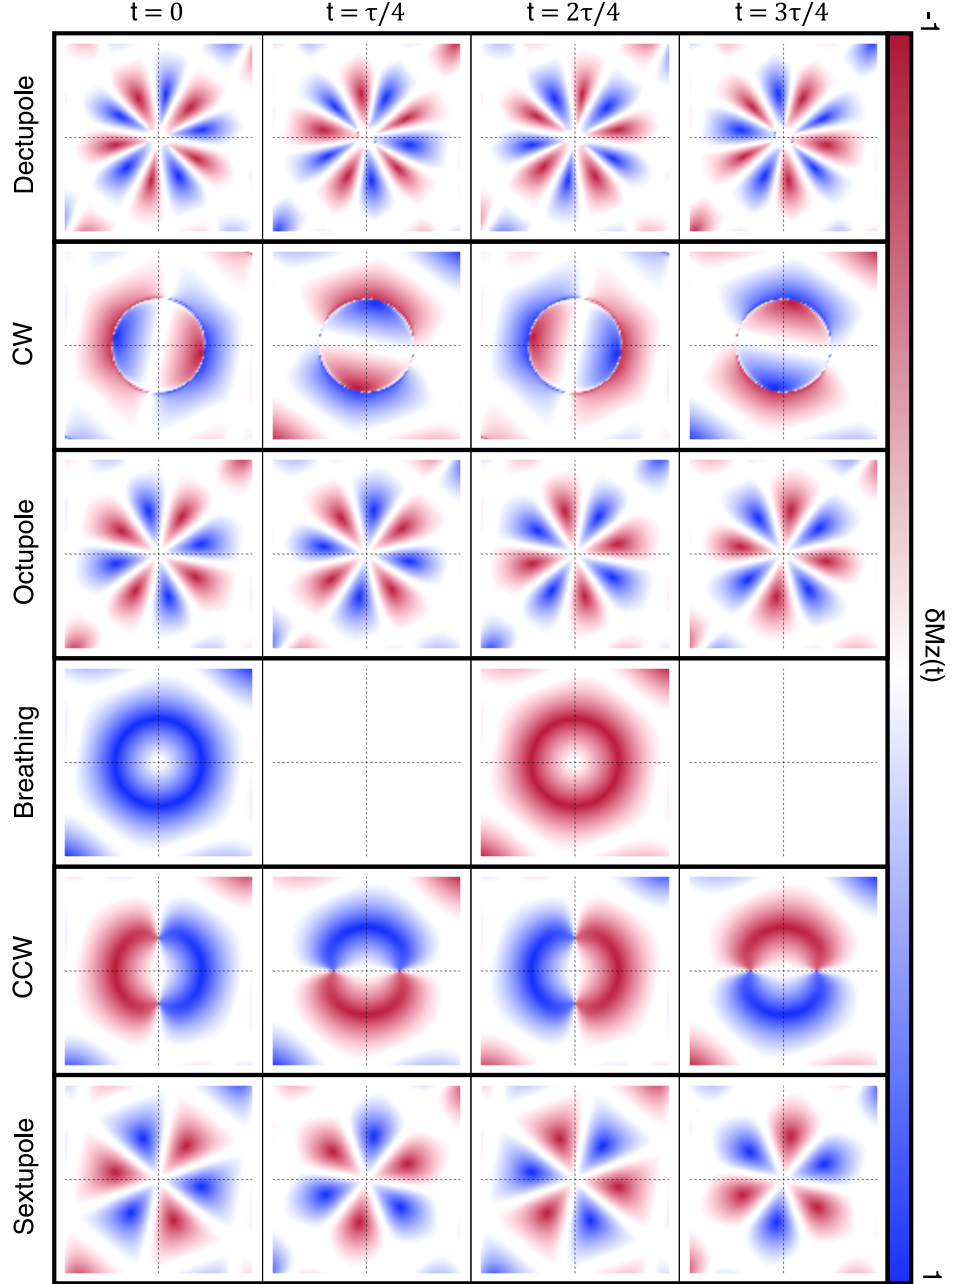 t = 0 t = τ/4 t = 2τ/4 t = 3τ/4
-1
Dectupole
CW
Octupole
δMz(t)
Breathing
CCW
Sextupole
1